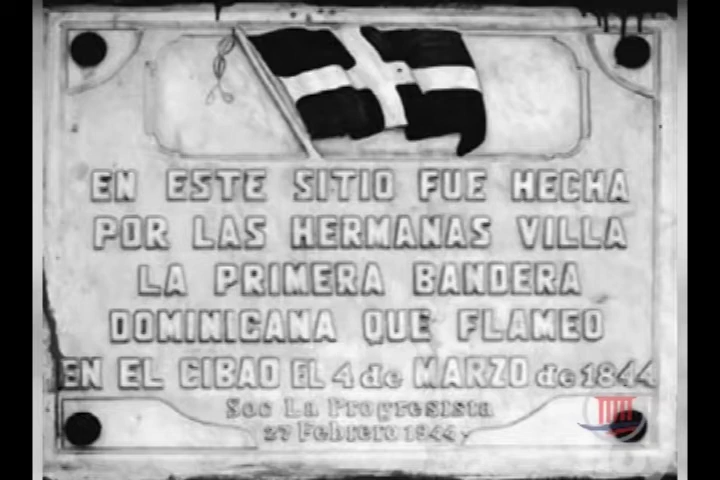 EN ESTE SITIO FUE HECHA
POR LAS HERMANAS VILLA
LA PRIMERA BANDERA
DOMINICANA QUE FLAMEO
EN EL CIBAO EL 4 de MARZO de 1844
Soc La Progresista
27 Febrero 1944